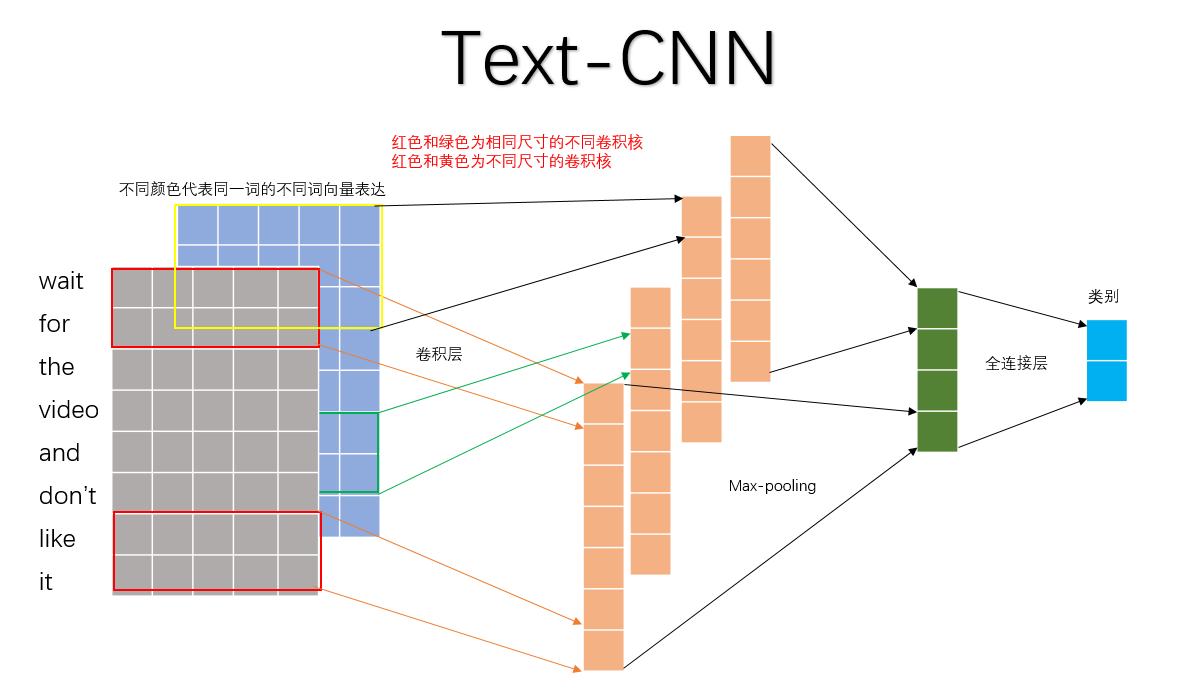 Text-CNN
红色和绿色为相同尺寸的不同卷积核
红色和黄色为不同尺寸的卷积核
不同颜色代表同一词的不同词向量表达
wait
for
the
video
and
don't
like
it
卷积层
Max-pooling
全连接层
类别